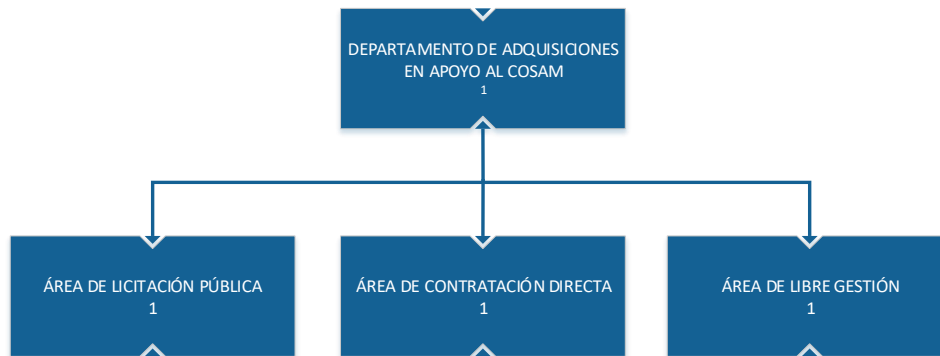 DEPARTAMENTO DE ADQUISICIONES
EN APOYO AL COSAM
1
ÁREA DE LICITACIÓN PÚBLICA
1
ÁREA DE CONTRATACIÓN DIRECTA
1
ÁREA DE LIBRE GESTIÓN
1